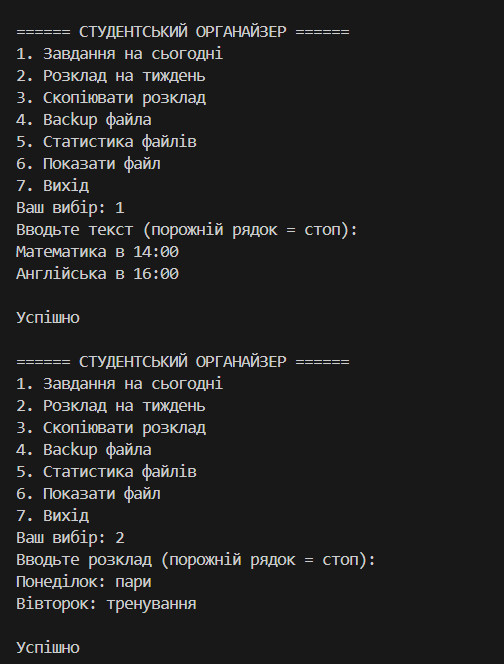 ====== СТУДЕНТСЬКИЙ ОРГАНАЙЗЕР ======
1. Завдання на сьогодні
2. Розклад на тиждень
3. Скопіювати розклад
4. Backup файла
5. Статистика файлів
6. Показати файл
7. Вихід
Ваш вибір: 1
Вводьте текст (порожній рядок = стоп):
Математика в 14:00
Англійська в 16:00
Успішно
====== СТУДЕНТСЬКИЙ ОРГАНАЙЗЕР ======
1. Завдання на сьогодні
2. Розклад на тиждень
3. Скопіювати розклад
4. Backup файла
5. Статистика файлів
6. Показати файл
7. Вихід
Ваш вибір: 2
Вводьте розклад (порожній рядок = стоп):
Понеділок: пари
Вівторок: тренування
Успішно